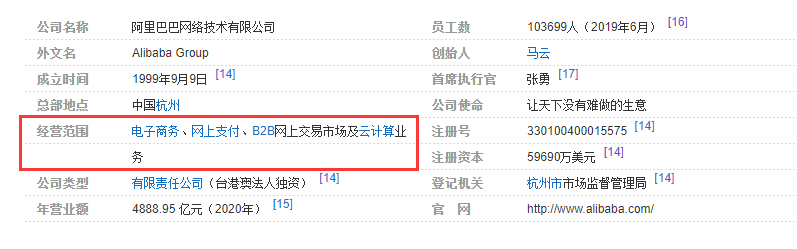 公司名称 阿里巴巴网络技术有限公司 员工数 103699人（2019年6月） [16]
外文名 Alibaba Group 创始人 马云
成立时间 1999年9月9日 [14] 首席执行官 张勇 [17]
总部地点 中国杭州 公司使命 让天下没有难做的生意
经营范围 电子商务、网上支付、B2B网上交易市场及云计算业 注册号 330100400015575 [14]
务 注册资本 59690万美元 [14]
公司类型 有限责任公司（台港澳法人独资） [14] 登记机关 杭州市市场监督管理局 [14]
年营业额 4888.95 亿元（2020年） [15] 官 网 http://www.alibaba.com/